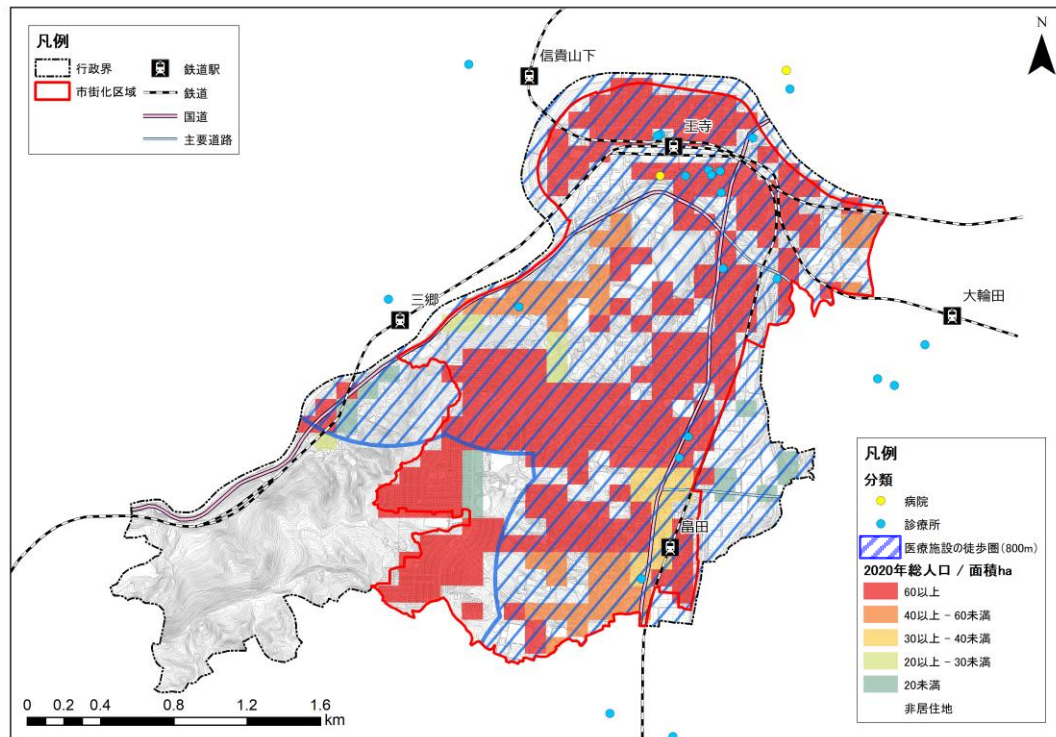 凡例
行政界
鉄道駅
市街化区域
鉄道
国道
主要道路
N
信貴山下
王寺
三郷
大輪田
畠田
凡例
分類
病院
診療所
医療施設の徒歩圏(800m)
2020年総人口 / 面積ha
60以上
40以上 - 60未満
30以上 - 40未満
20以上 - 30未満
20未満
非居住地
0 0.2 0.4 0.8 1.2 1.6
km